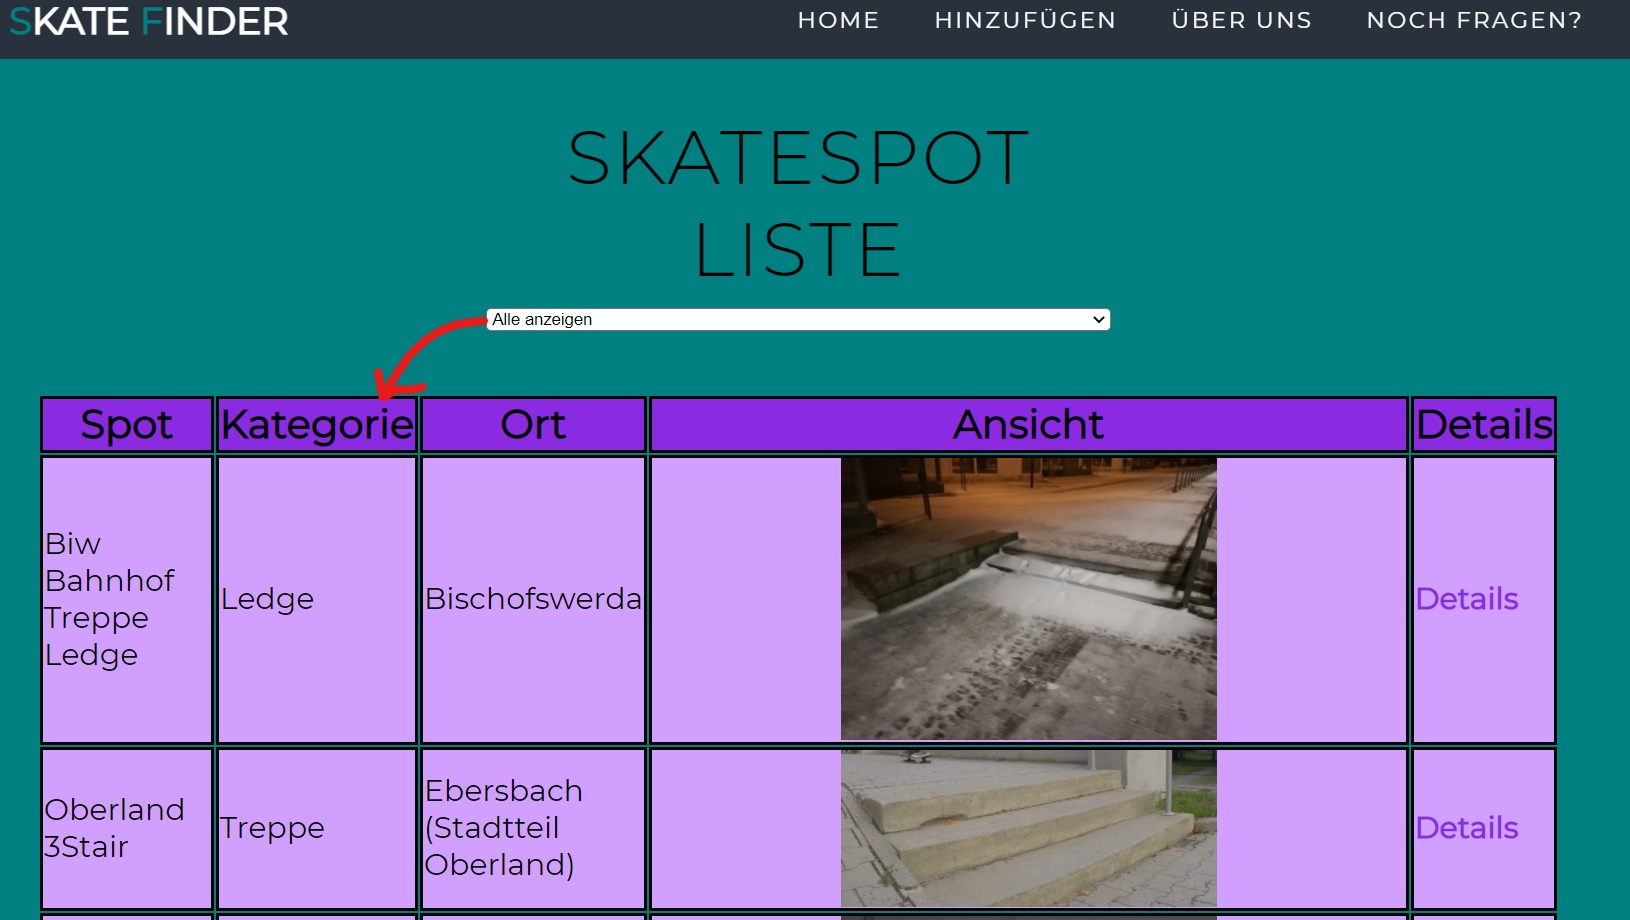 SKATE FINDER
HOME
HINZUFÜGEN
ÜBER UNS
NOCH FRAGEN?
SKATESPOT
LISTE
Alle anzeigen
Spot
Kategorie
Ort
Ansicht
Details
Biw
Bahnhof
Treppe
Ledge
Ledge
Bischofswerda
Details
Oberland
3Stair
Treppe
Ebersbach
(Stadtteil
Oberland)
Details